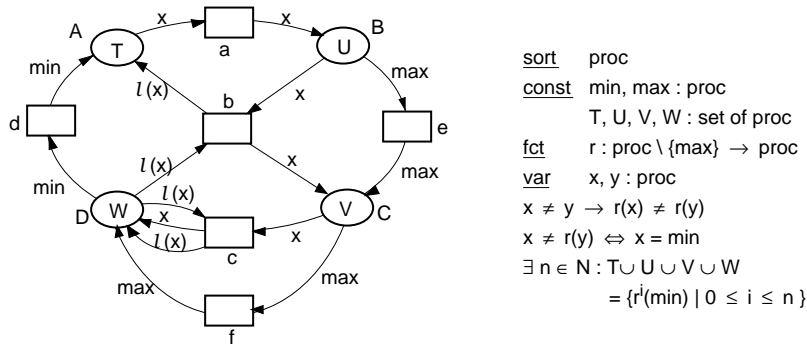 A
T
x
a
x
U
B
min
max
l(x)
x
b
d
e
l(x)
x
min
max
l(x)
D
W
x
l(x)
c
x
V
C
max
max
f
sort proc
const min, max : proc
T, U, V, W : set of proc
fct r : proc \ {max} → proc
var x, y : proc
x ≠ y → r(x) ≠ r(y)
x ≠ r(y) ⇔ x = min
∃ n ∈ N : T∪ U ∪ V ∪ W
= {rⁱ(min) | 0 ≤ i ≤ n }